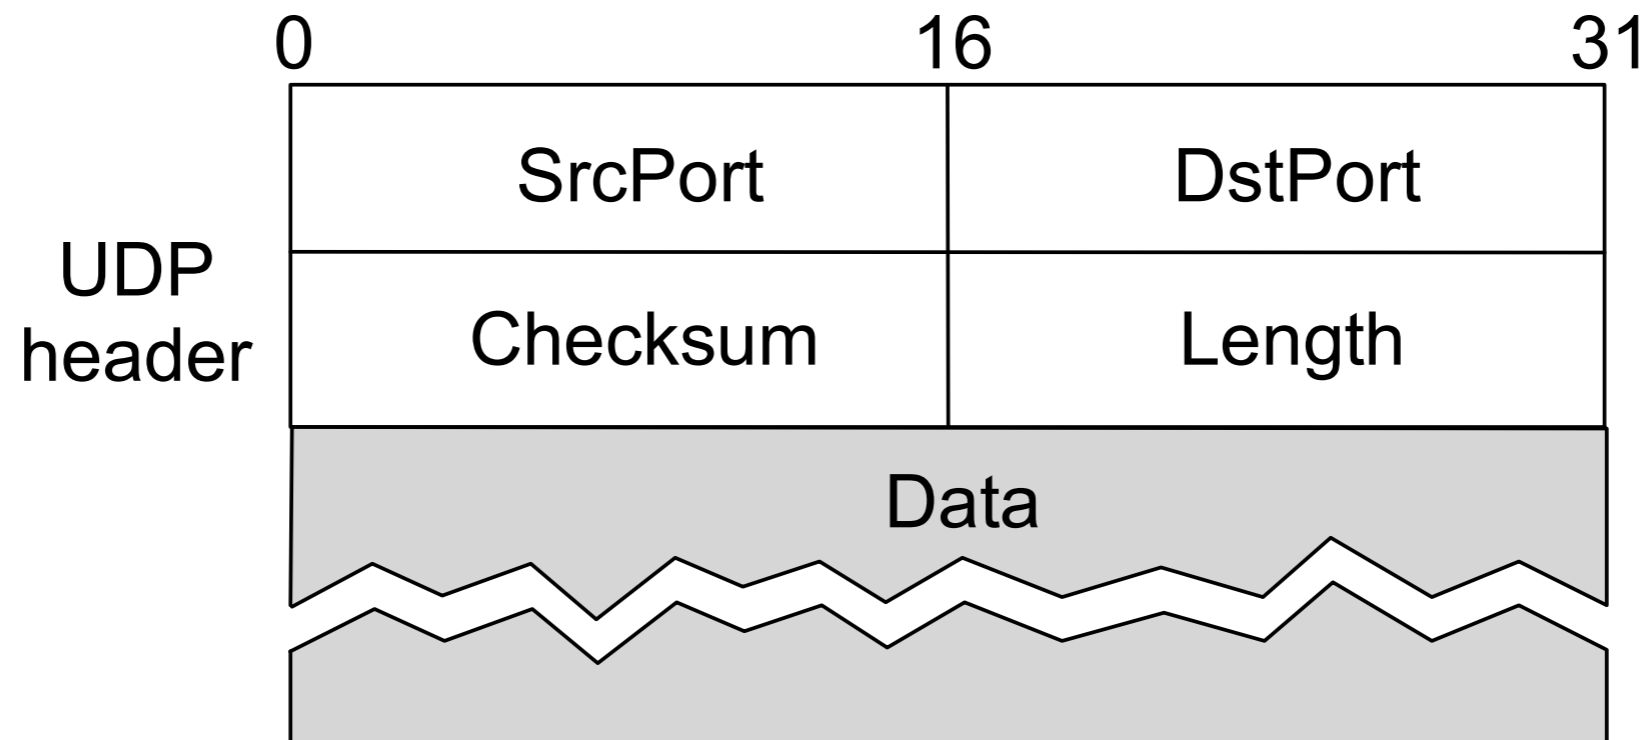 0 16 31
SrcPort DstPort
UDP
header
Checksum Length
Data